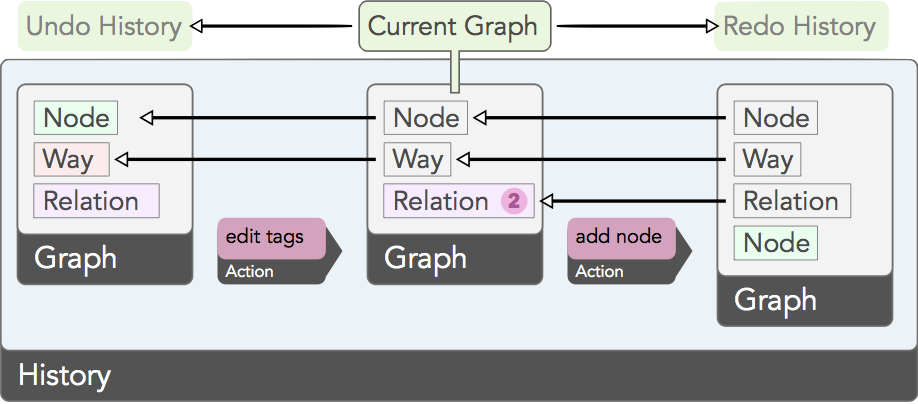 Undo History
Current Graph
Redo History
Node
Way
Relation
Graph
edit tags
Action
Node
Way
Relation 2
Graph
add node
Action
Node
Way
Relation
Node
Graph
History